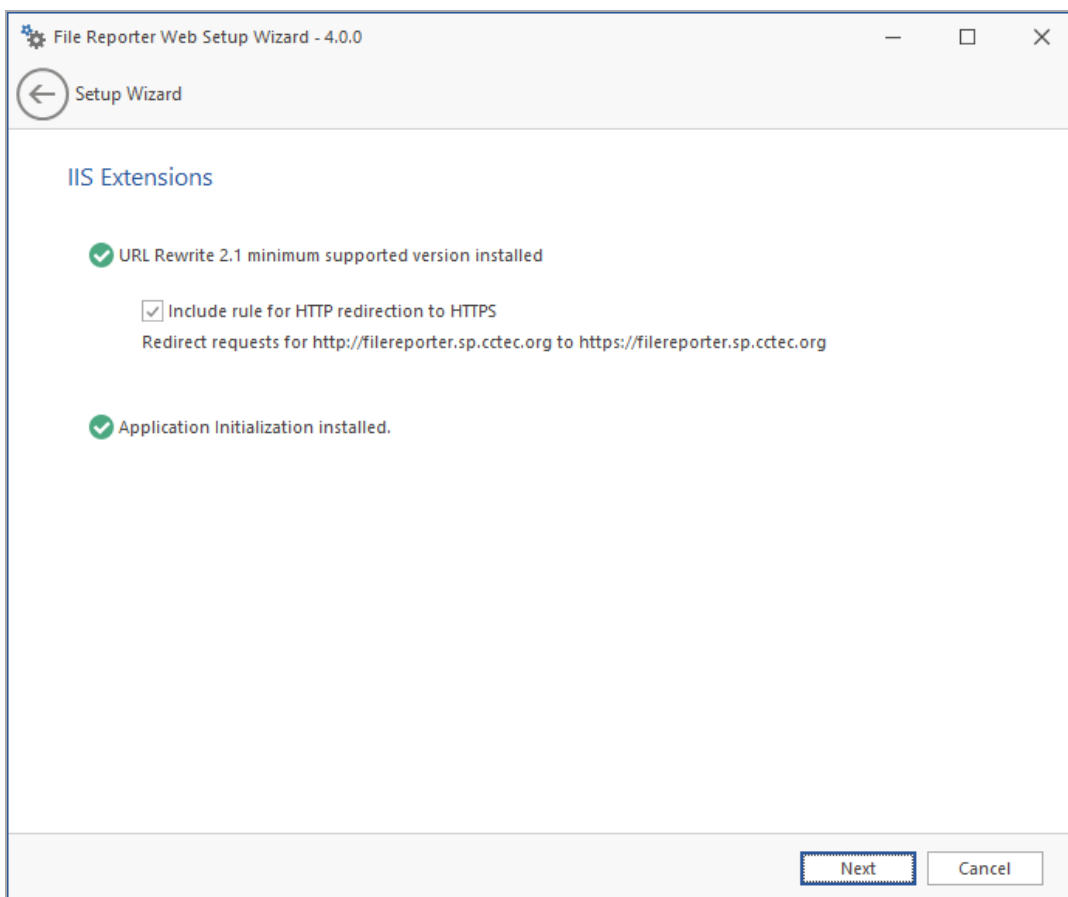 File Reporter Web Setup Wizard - 4.0.0
Setup Wizard
IIS Extensions
URL Rewrite 2.1 minimum supported version installed
Include rule for HTTP redirection to HTTPS
Redirect requests for http://filereporter.sp.cctec.org to https://filereporter.sp.cctec.org
Application Initialization installed.
Next
Cancel